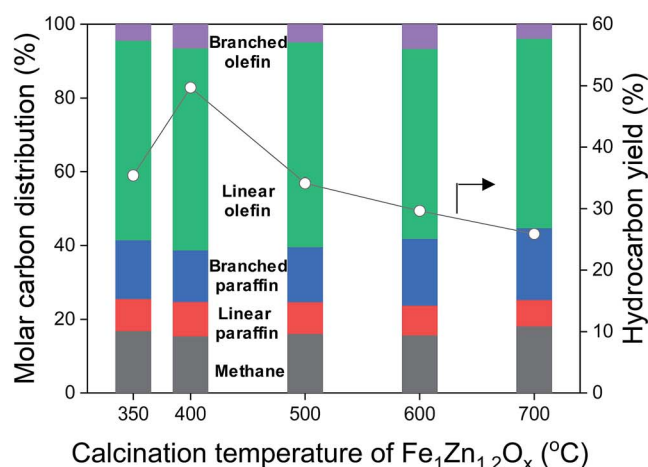 Molar carbon distribution (%)
100
80
60
40
20
0
Branched
olefin
Linear
olefin
Branched
paraffin
Linear
paraffin
Methane
60
50
40
30
20
10
0
Hydrocarbon yield (%)
350
400
500
600
700
Calcination temperature of Fe₁Zn₁.₂Oₓ (°C)